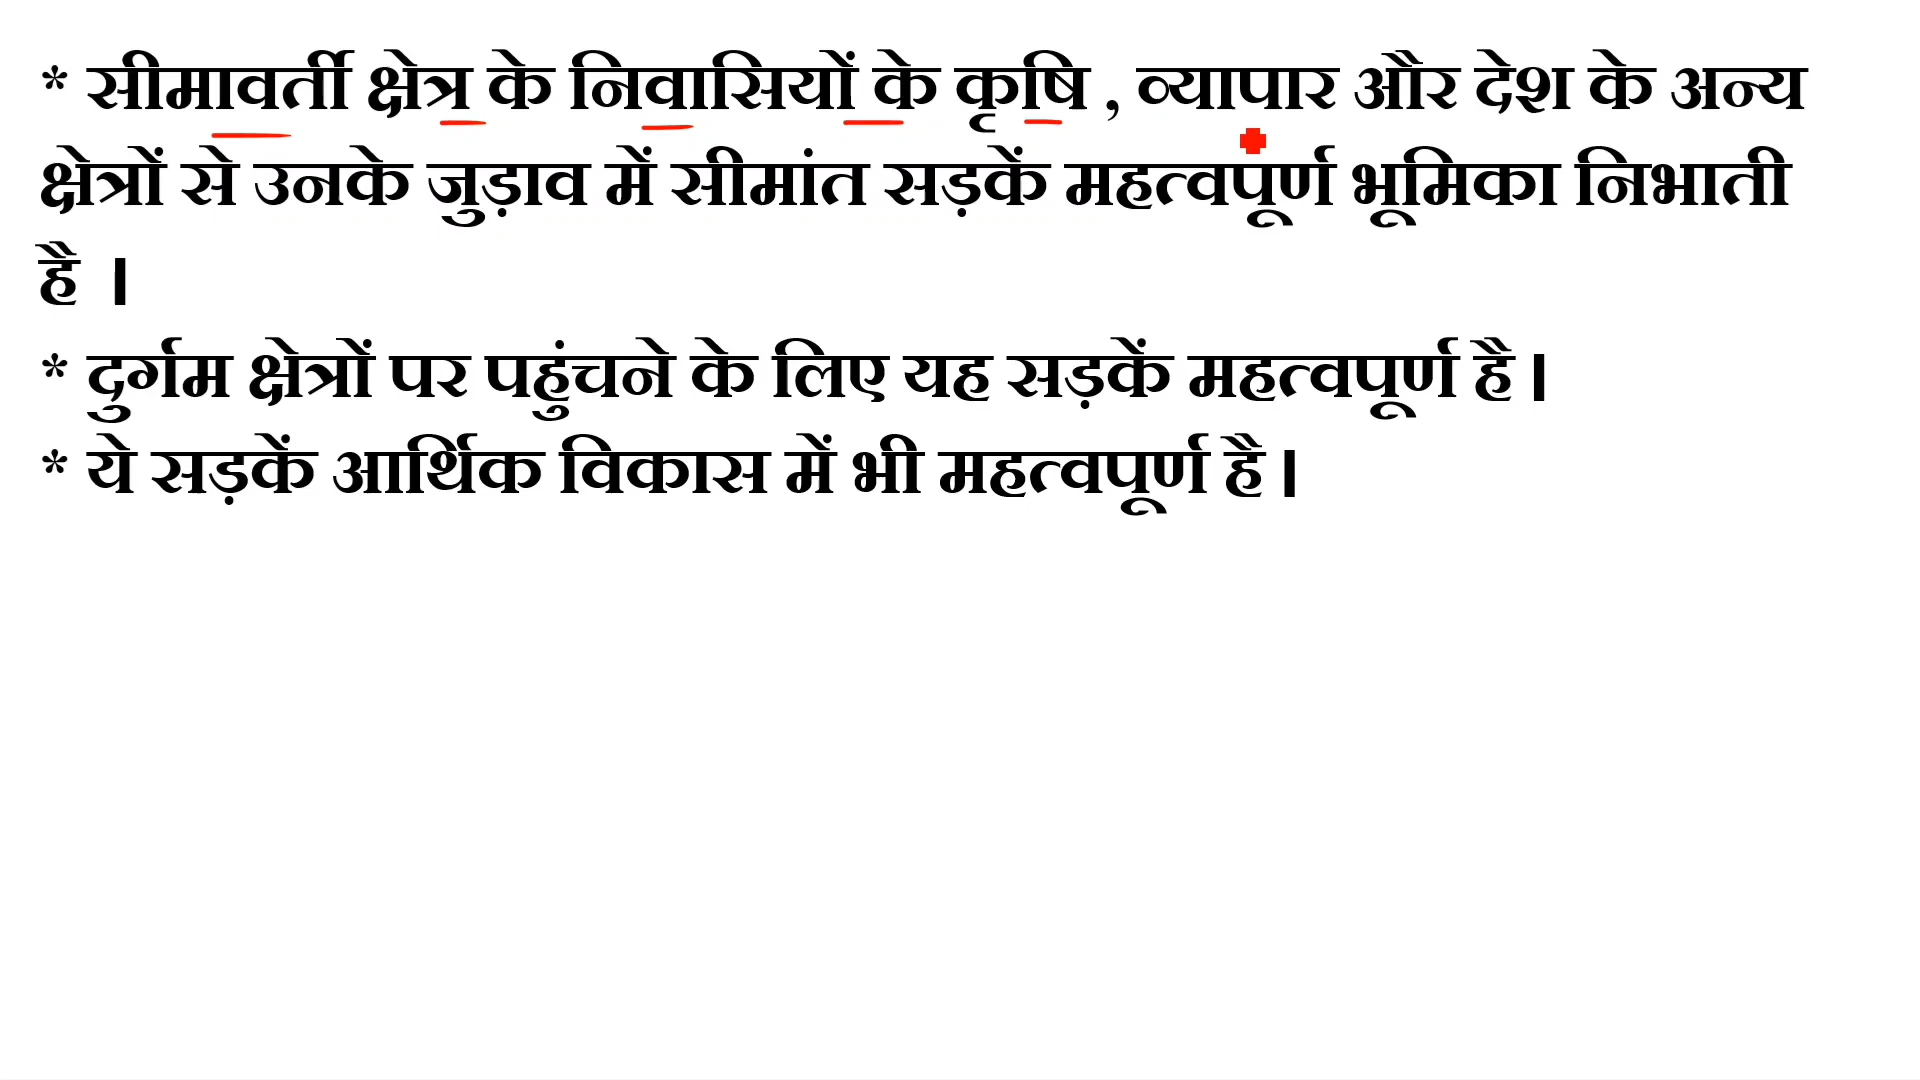 * सीमावर्ती क्षेत्र के निवासियों के कृषि , व्यापार और देश के अन्य
क्षेत्रों से उनके जुड़ाव में सीमांत सड़कें महत्वपूर्ण भूमिका निभाती
है ।
* दुर्गम क्षेत्रों पर पहुंचने के लिए यह सड़कें महत्वपूर्ण है।
* ये सड़कें आर्थिक विकास में भी महत्वपूर्ण है।